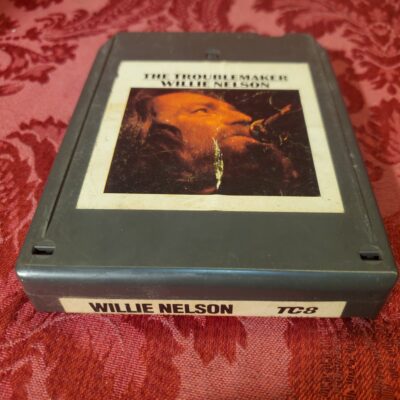 THE TROUBLEMAKER
WILLIE NELSON
WILLIE NELSON TC8